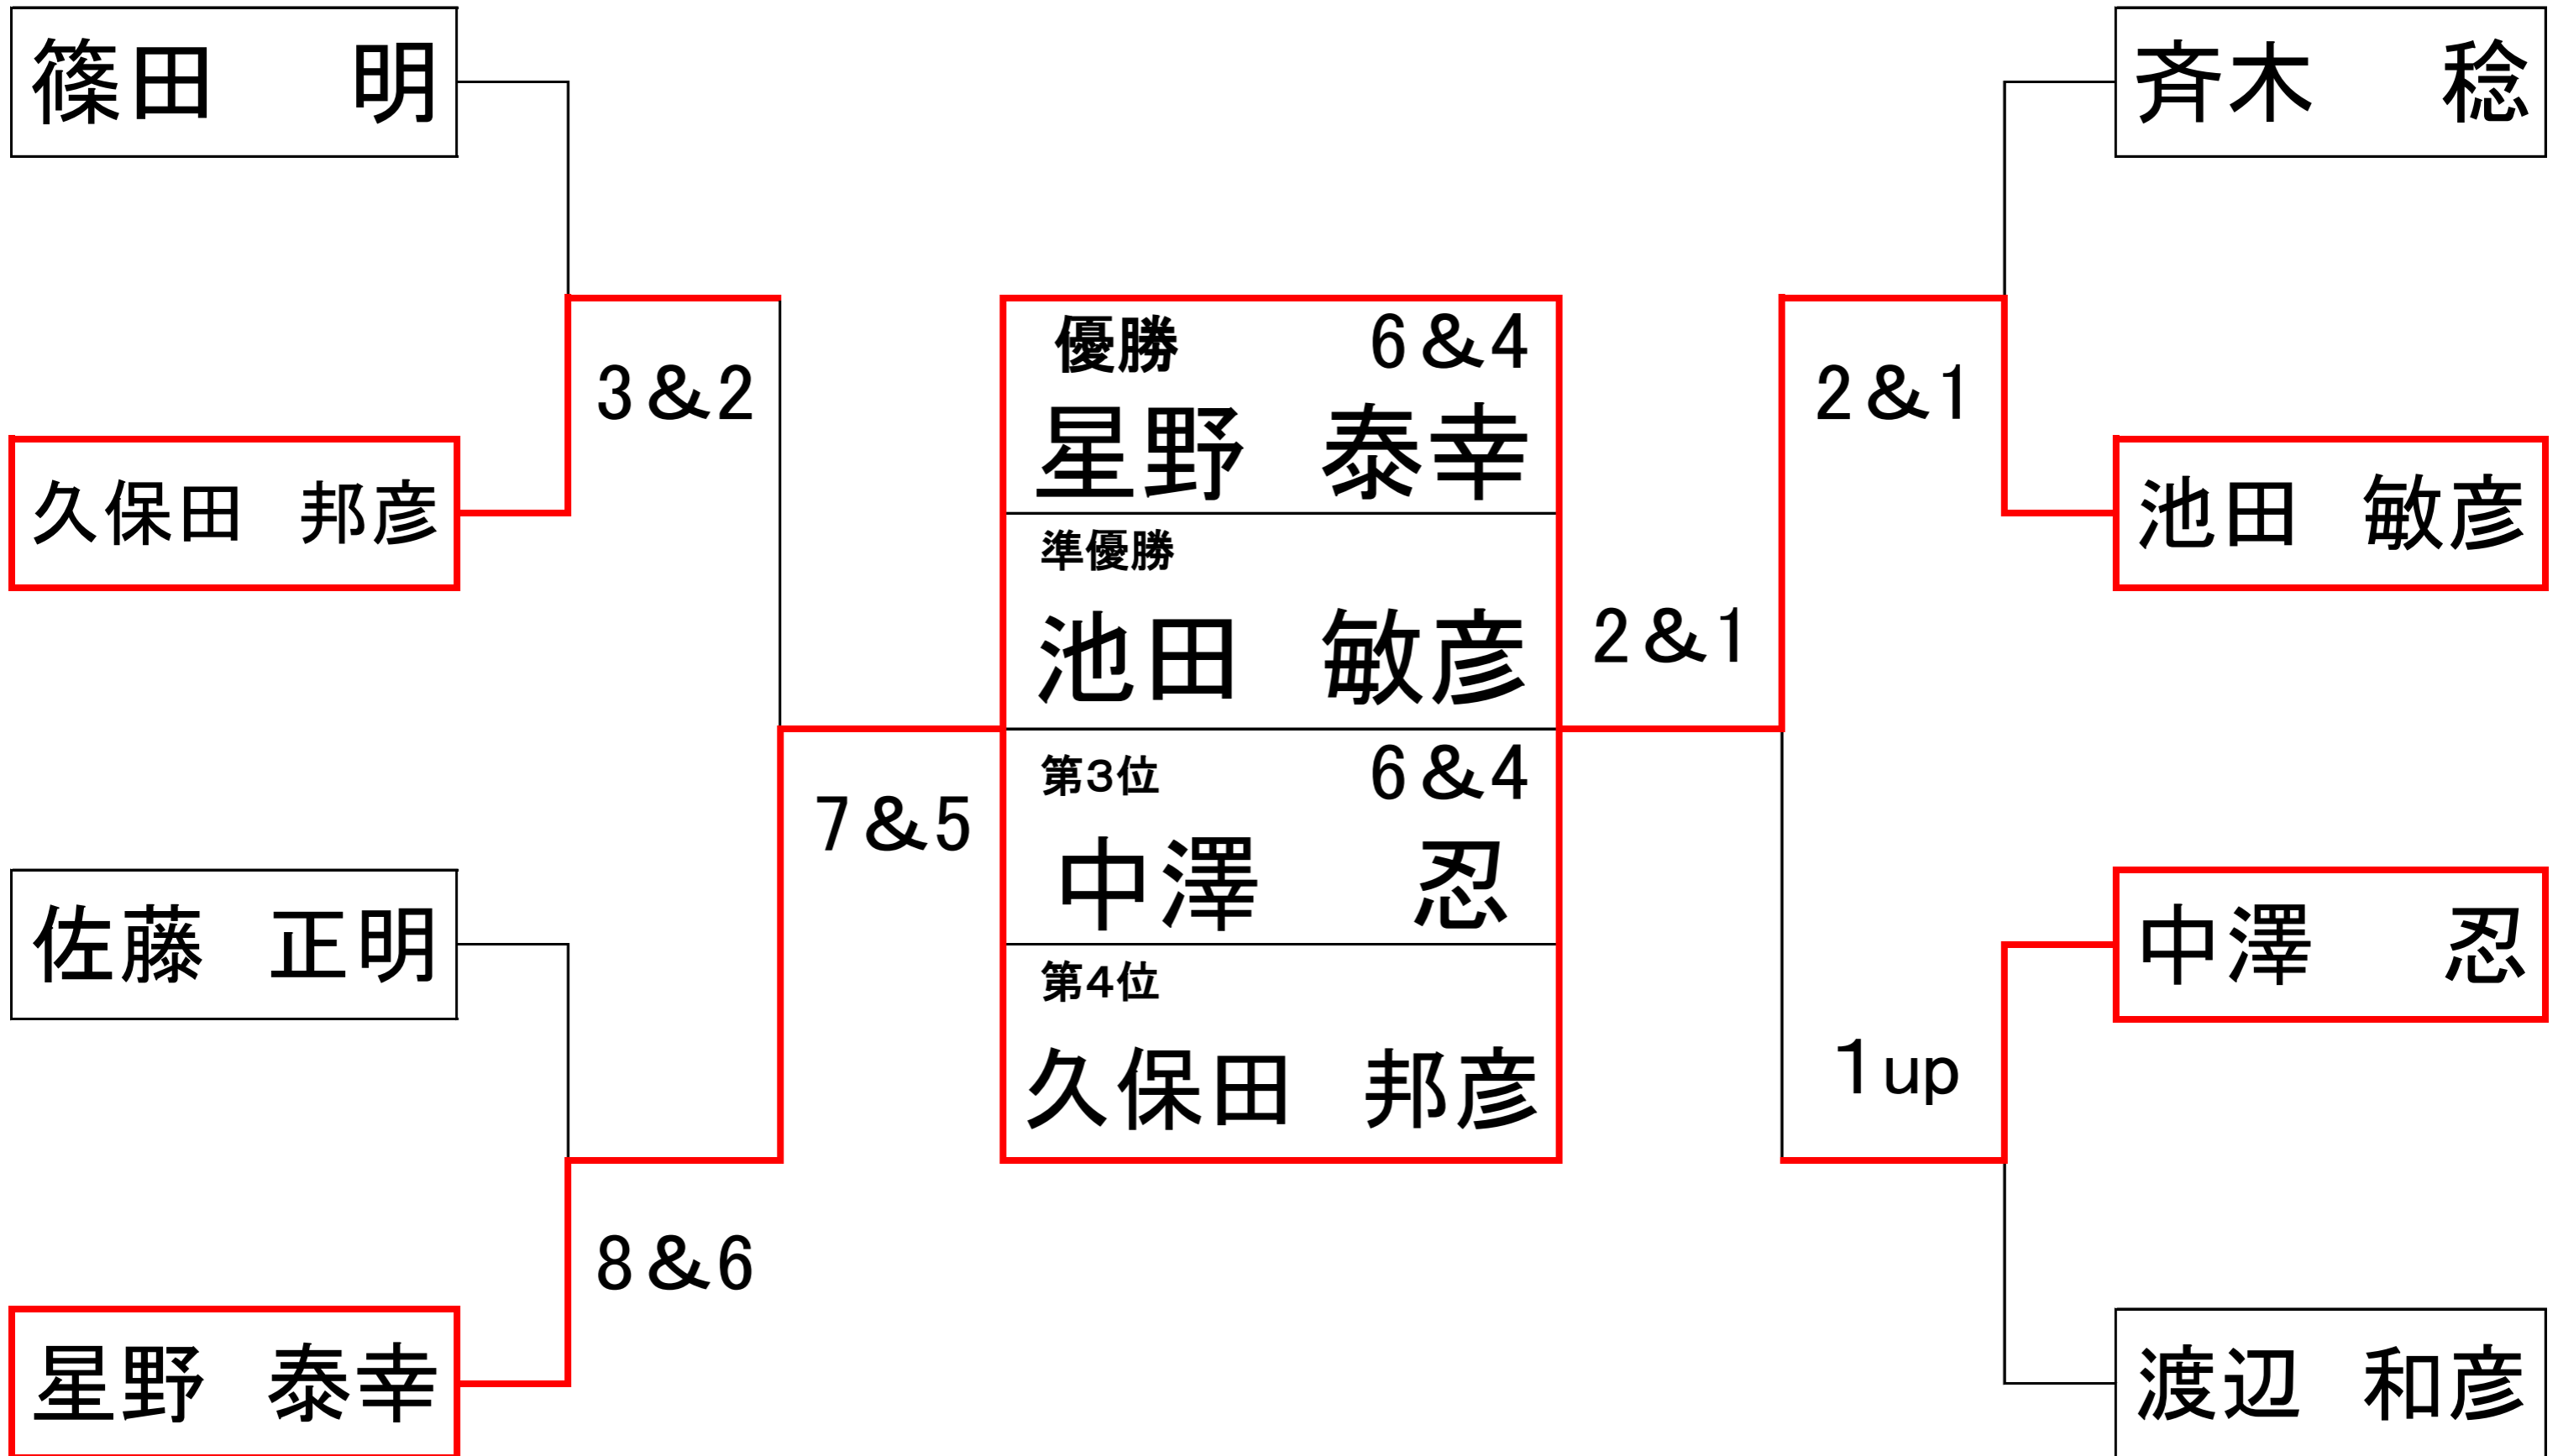 篠田　明
斉木　稔
3&2
2&1
久保田　邦彦
池田　敏彦
優勝　6&4
星野　泰幸
準優勝
池田　敏彦
2&1
第3位　6&4
中澤　忍
7&5
第4位
久保田　邦彦
佐藤　正明
中澤　忍
1up
8&6
星野　泰幸
渡辺　和彦